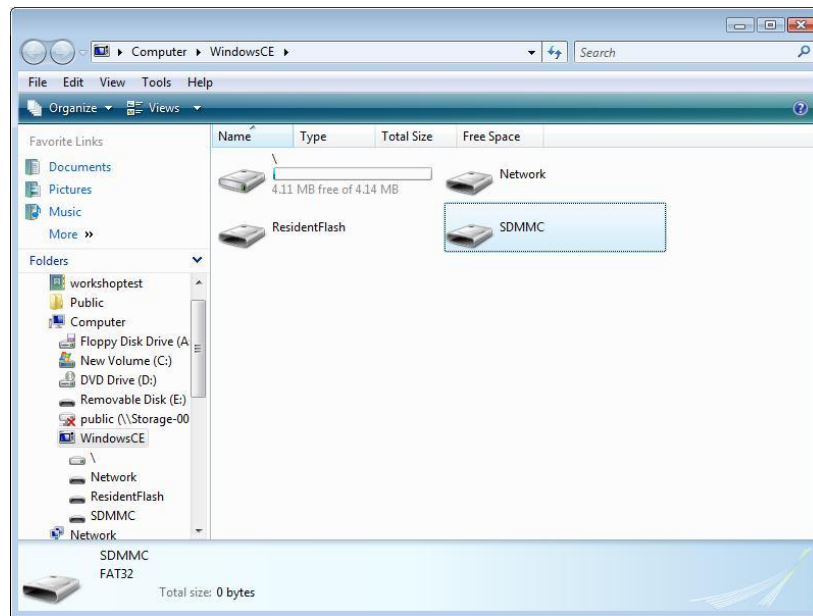 Computer ▸ WindowsCE ▸
Search
File Edit View Tools Help
Organize Views
Favorite Links
Documents
Pictures
Music
More »
Folders
workshoptest
Public
Computer
Floppy Disk Drive (A
New Volume (C:)
DVD Drive (D:)
Removable Disk (E:)
public (\\Storage-00
WindowsCE
\
Network
ResidentFlash
SDMMC
Network
Name Type Total Size Free Space
\
4.11 MB free of 4.14 MB
Network
ResidentFlash
SDMMC
SDMMC
FAT32
Total size: 0 bytes